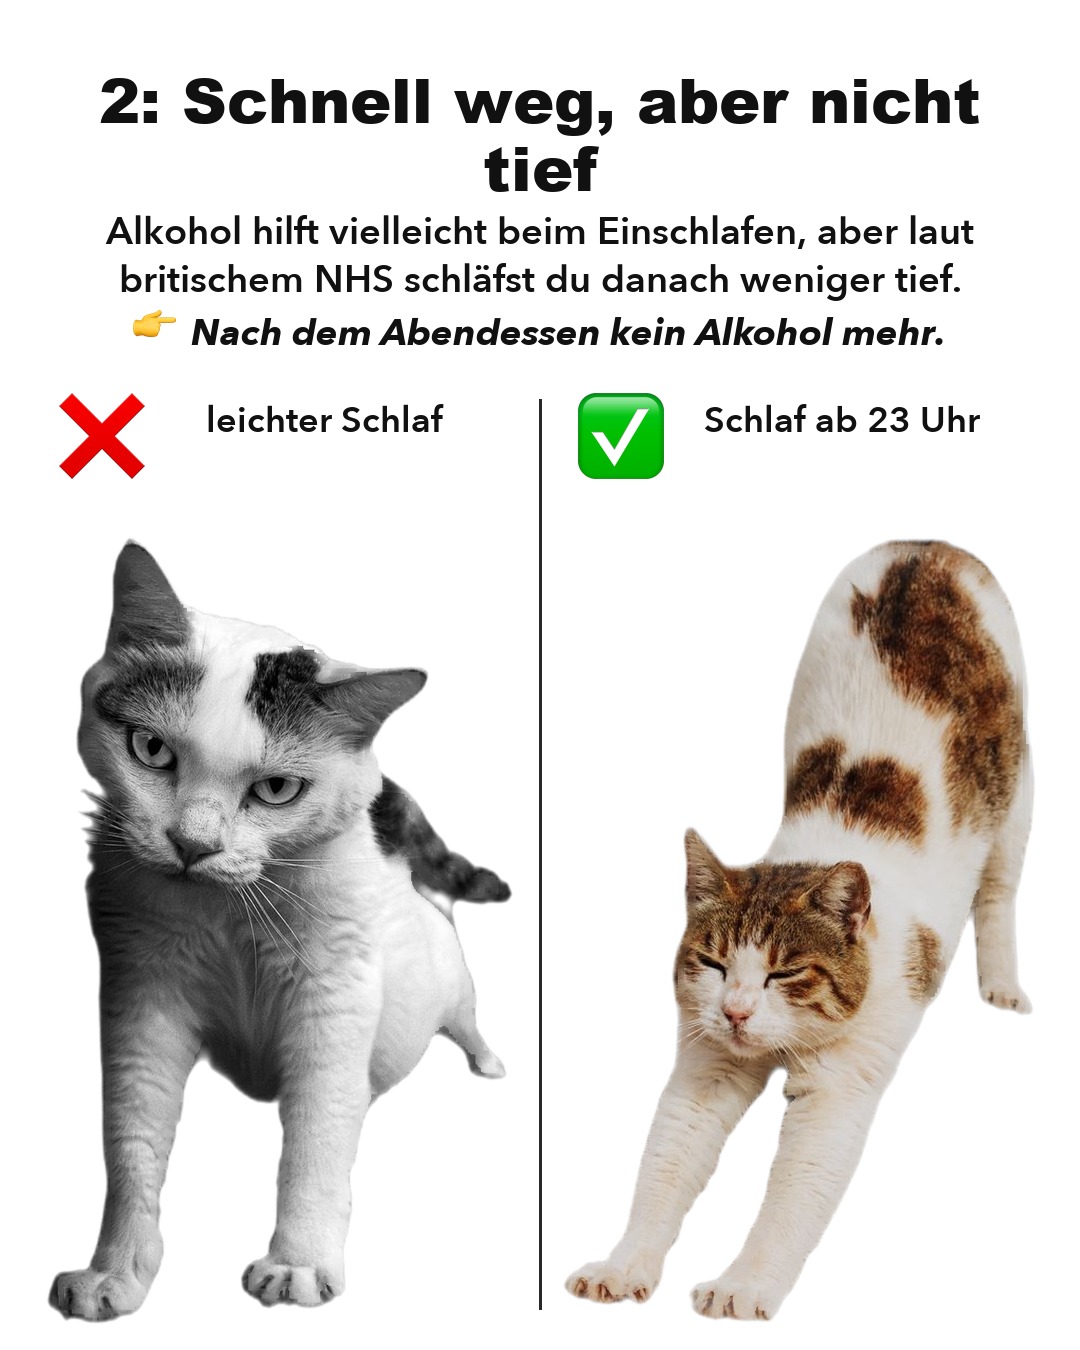 2: Schnell weg, aber nicht
tief
Alkohol hilft vielleicht beim Einschlafen, aber laut
britischem NHS schläfst du danach weniger tief.
👉 Nach dem Abendessen kein Alkohol mehr.
❌ leichter Schlaf
✅ Schlaf ab 23 Uhr